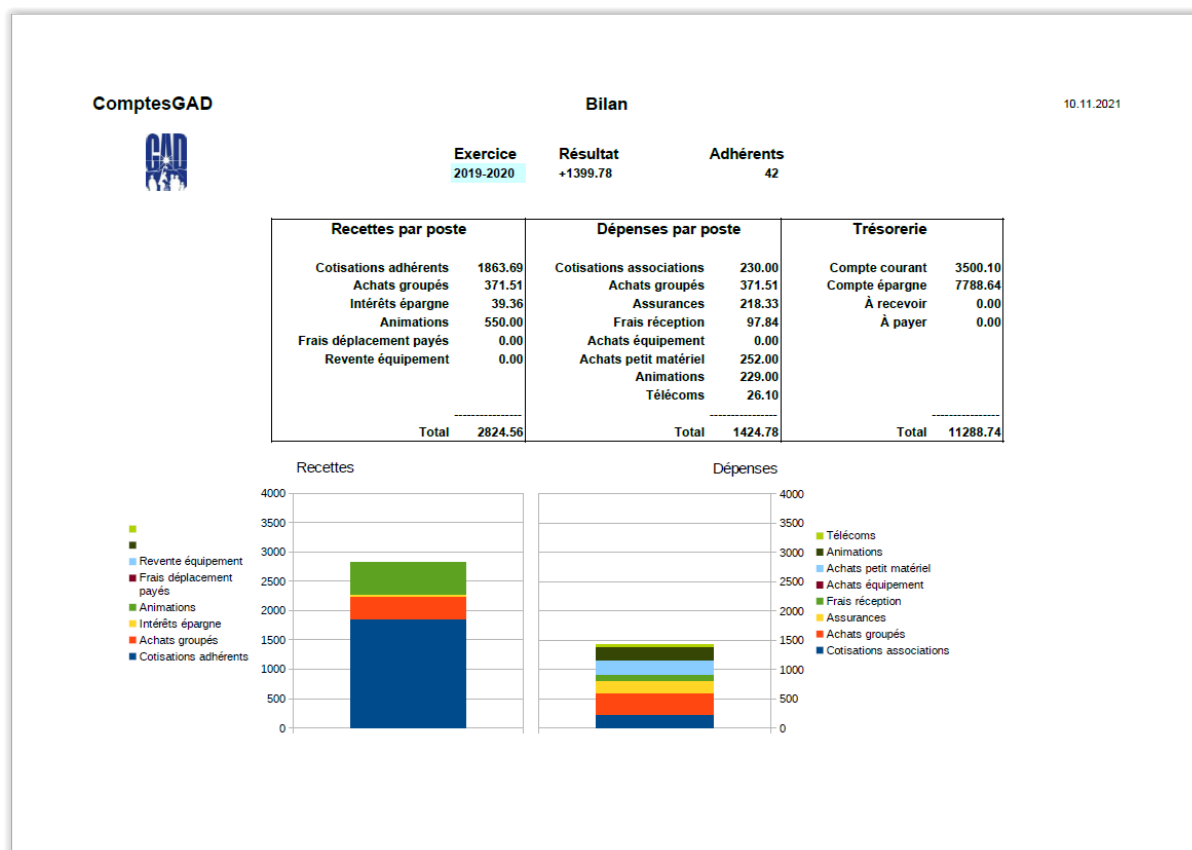 ComptesGAD Bilan 10.11.2021
GAD
Exercice Résultat Adhérents
2019-2020 +1399.78 42
Recettes par poste Dépenses par poste Trésorerie
Cotisations adhérents 1863.69 Cotisations associations 230.00 Compte courant 3500.10
Achats groupés 371.51 Achats groupés 371.51 Compte épargne 7788.64
Intérêts épargne 39.36 Assurances 218.33 À recevoir 0.00
Animations 550.00 Frais réception 97.84 À payer 0.00
Frais déplacement payés 0.00 Achats équipement 0.00
Revente équipement 0.00 Achats petit matériel 252.00
Animations 229.00
Télécoms 26.10
---------------- ---------------- ----------------
Total 2824.56 Total 1424.78 Total 11288.74
Recettes Dépenses
4000
3500
3000
2500
2000
1500
1000
500
0
Revente équipement
Frais déplacement
payés
Animations
Intérêts épargne
Achats groupés
Cotisations adhérents
4000
3500
3000
2500
2000
1500
1000
500
0
Télécoms
Animations
Achats petit matériel
Achats équipement
Frais réception
Assurances
Achats groupés
Cotisations associations